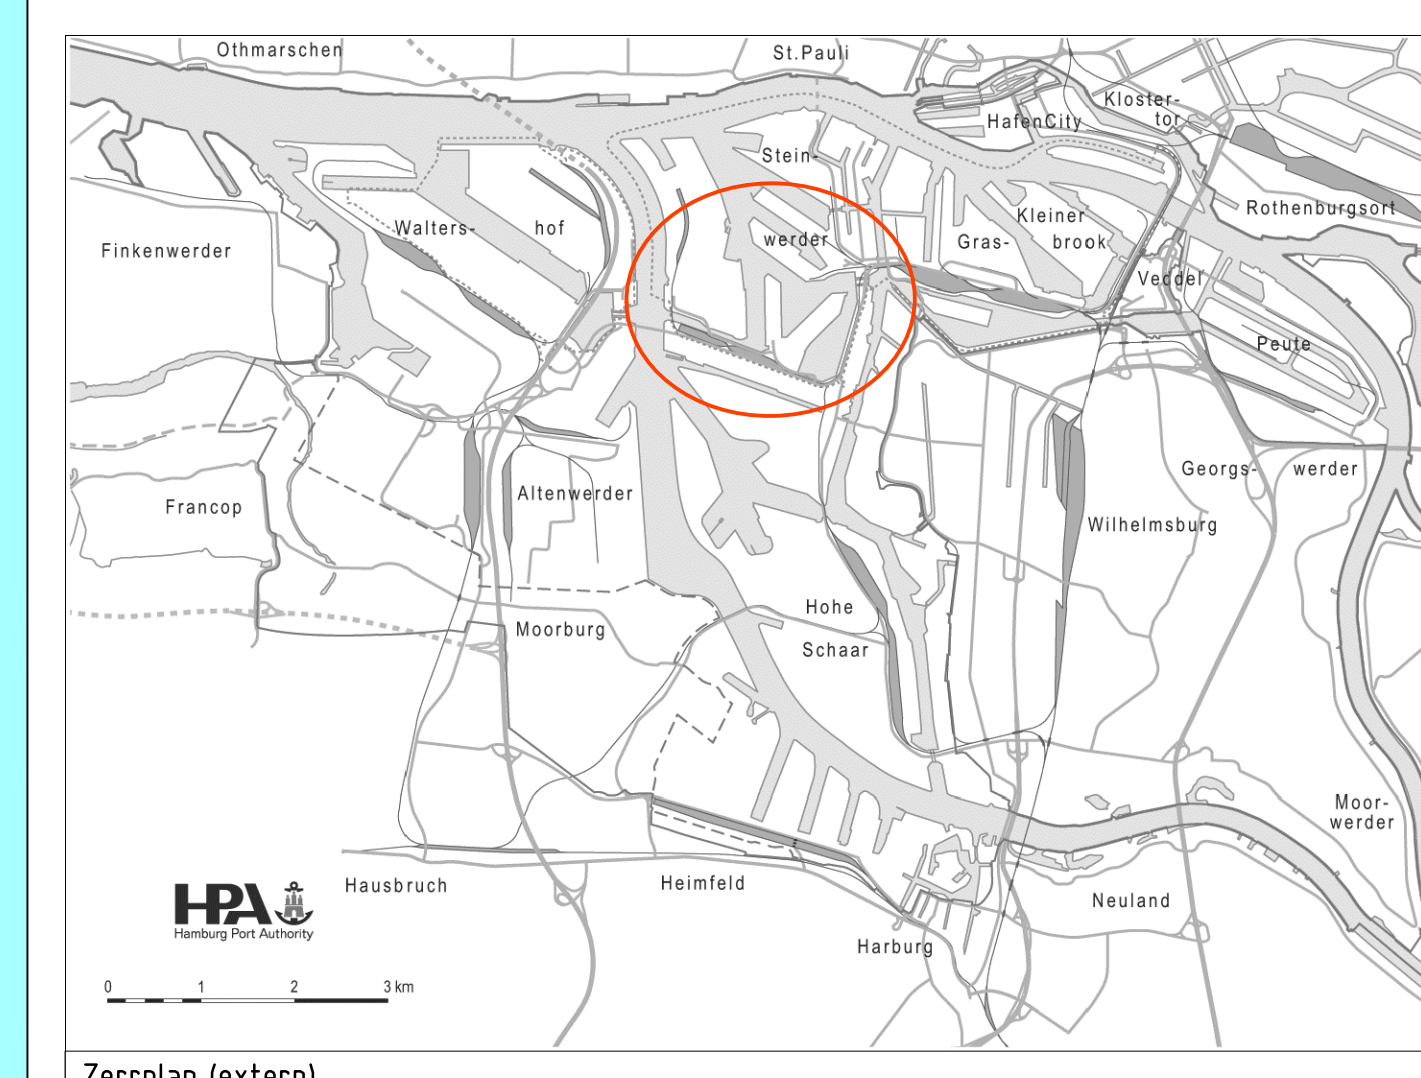 Othmarschen
St.Pauli
Kloster-
tor
HafenCity
Stein-
werder
Walters-
hof
Finkenwerder
Kleiner
brook
Gras-
Rothenburgsort
Veddel
Peute
Georgs-
werder
Francop
Altenwerder
Wilhelmsburg
Hohe
Schaar
Moorburg
Moor-
werder
Hausbruch
Heimfeld
Neuland
Harburg
HPA
Hamburg Port Authority
0 1 2 3 km
(extern)